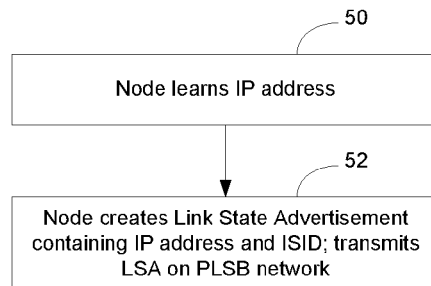 50
Node learns IP address
52
Node creates Link State Advertisement
containing IP address and ISID; transmits
LSA on PLSB network